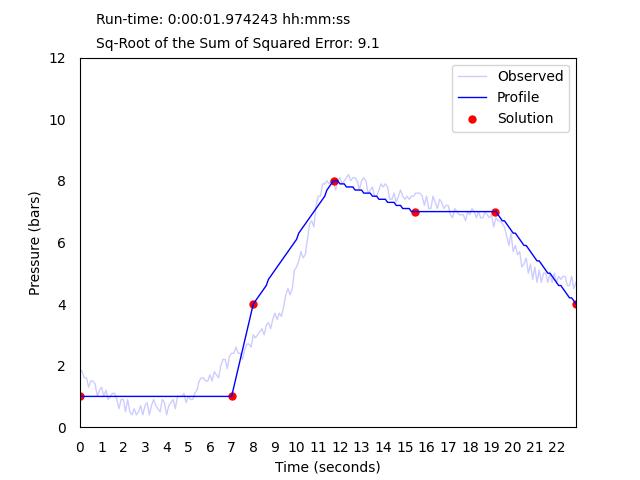 Run-time: 0:00:01.974243 hh:mm:ss
Sq-Root of the Sum of Squared Error: 9.1
12
10
8
6
4
2
0
Pressure (bars)
Observed
Profile
Solution
0 1 2 3 4 5 6 7 8 9 10 11 12 13 14 15 16 17 18 19 20 21 22
Time (seconds)